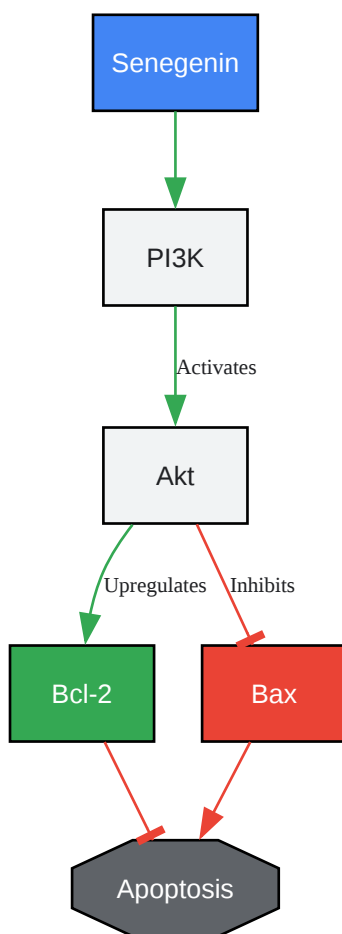 Senegenin
PI3K
Activates
Akt
Upregulates
Inhibits
Bcl-2
Bax
Apoptosis